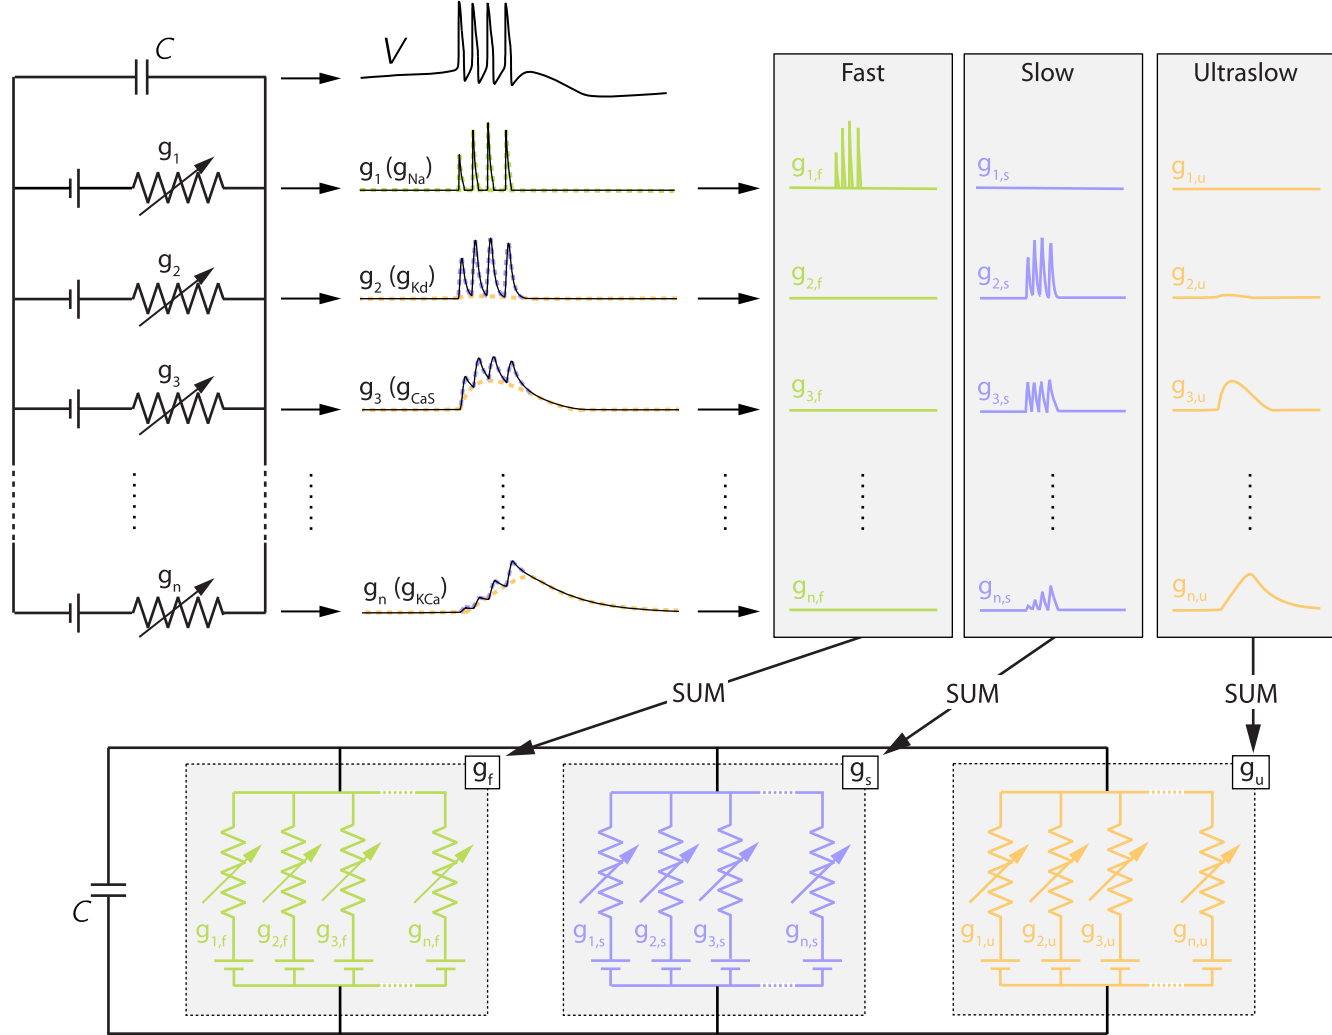 C
V
Fast
Slow
Ultraslow
g1
g1 (gNa)
g1,f
g1,s
g1,u
g2
g2 (gKd)
g2,f
g2,s
g2,u
g3
g3 (gCaS
g3,f
g3,s
g3,u
gn
gn (gKCa)
gn,f
gn,s
gn,u
SUM
SUM
SUM
gf
gs
gu
C
g1,f g2,f g3,f gn,f
g1,s g2,s g3,s gn,s
g1,u g2,u g3,u gn,u